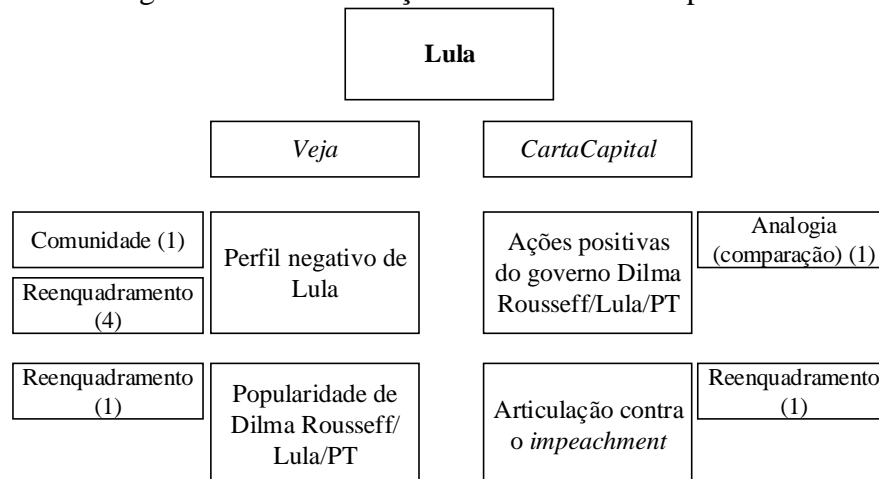 Lula
Veja
CartaCapital
Comunidade (1)
Reenquadramento
(4)
Perfil negativo de
Lula
Ações positivas
do governo Dilma
Rousseff/Lula/PT
Analogia
(comparação) (1)
Reenquadramento
(1)
Popularidade de
Dilma Rousseff/
Lula/PT
Articulação contra
o impeachment
Reenquadramento
(1)